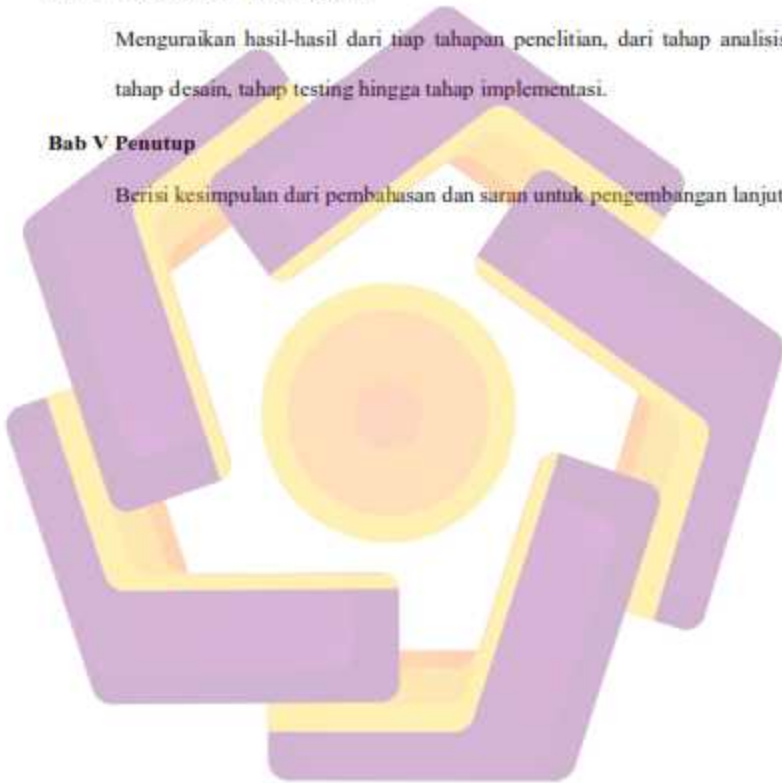 Menguraikan hasil-hasil dari tiap tahapan penelitian, dari tahap analisis
tahap desain, tahap testing hingga tahap implementasi.
Bab V Penutup
Berisi kesimpulan dari pembahasan dan saran untuk pengembangan lanjut